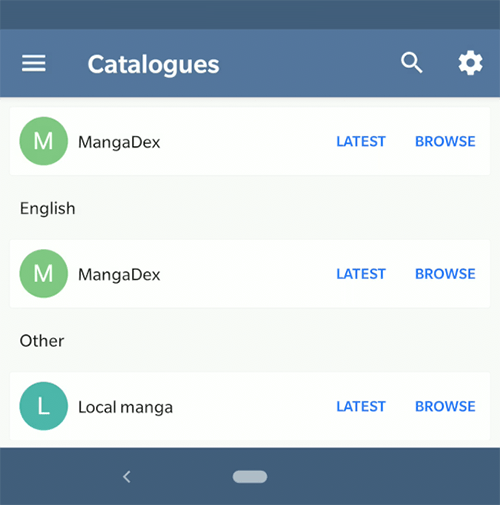 Catalogues
M MangaDex LATEST BROWSE
English
M MangaDex LATEST BROWSE
Other
L Local manga LATEST BROWSE